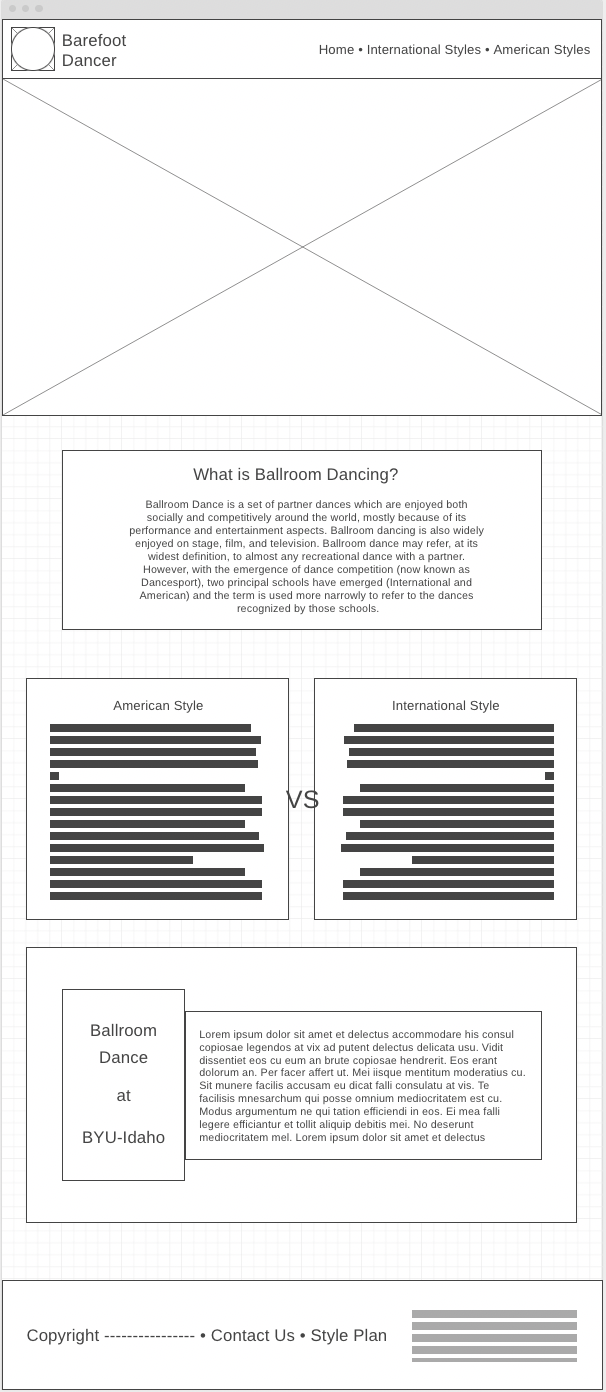 Barefoot
Dancer
Home • International Styles • American Styles
What is Ballroom Dancing?
Ballroom Dance is a set of partner dances which are enjoyed both
socially and competitively around the world, mostly because of its
performance and entertainment aspects. Ballroom dancing is also widely
enjoyed on stage, film, and television. Ballroom dance may refer, at its
widest definition, to almost any recreational dance with a partner.
However, with the emergence of dance competition (now known as
Dancesport), two principal schools have emerged (International and
American) and the term is used more narrowly to refer to the dances
recognized by those schools.
American Style
VS
International Style
Ballroom
Dance
at
BYU-Idaho
Lorem ipsum dolor sit amet et delectus accommodare his consul
copiosae legendos at vix ad putent delectus delicata usu. Vidit
dissentiet eos cu eum an brute copiosae hendrerit. Eos erant
dolorum an. Per facer affert ut. Mei iisque mentitum moderatius cu.
Sit munere facilis accusam eu dicat falli consulatu at vis. Te
facilisis mnesarchum qui posse omnium mediocritatem est cu.
Modus argumentum ne qui tation efficiendi in eos. Ei mea falli
legere efficiantur et tollit aliquip debitis mei. No deserunt
mediocritatem mel. Lorem ipsum dolor sit amet et delectus
Copyright ---------------- • Contact Us • Style Plan